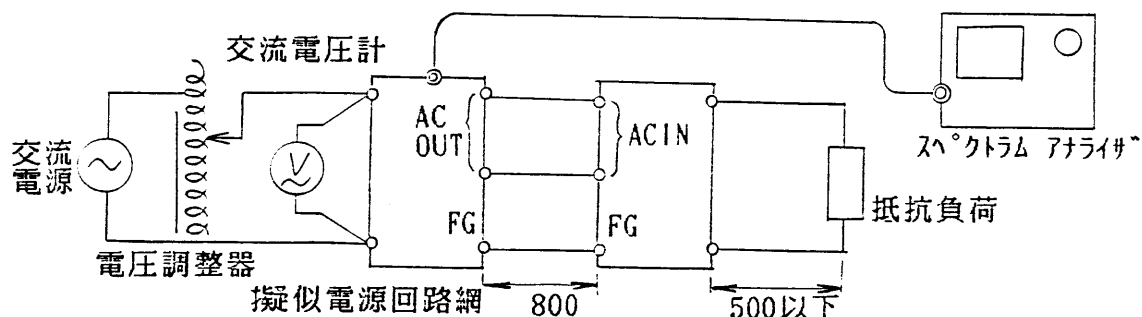 交流電圧計
交流
電源
V
電圧調整器
擬似電源回路網
AC
OUT
FG
ACIN
FG
800
500以下
抵抗負荷
スペクトラム アナライザ